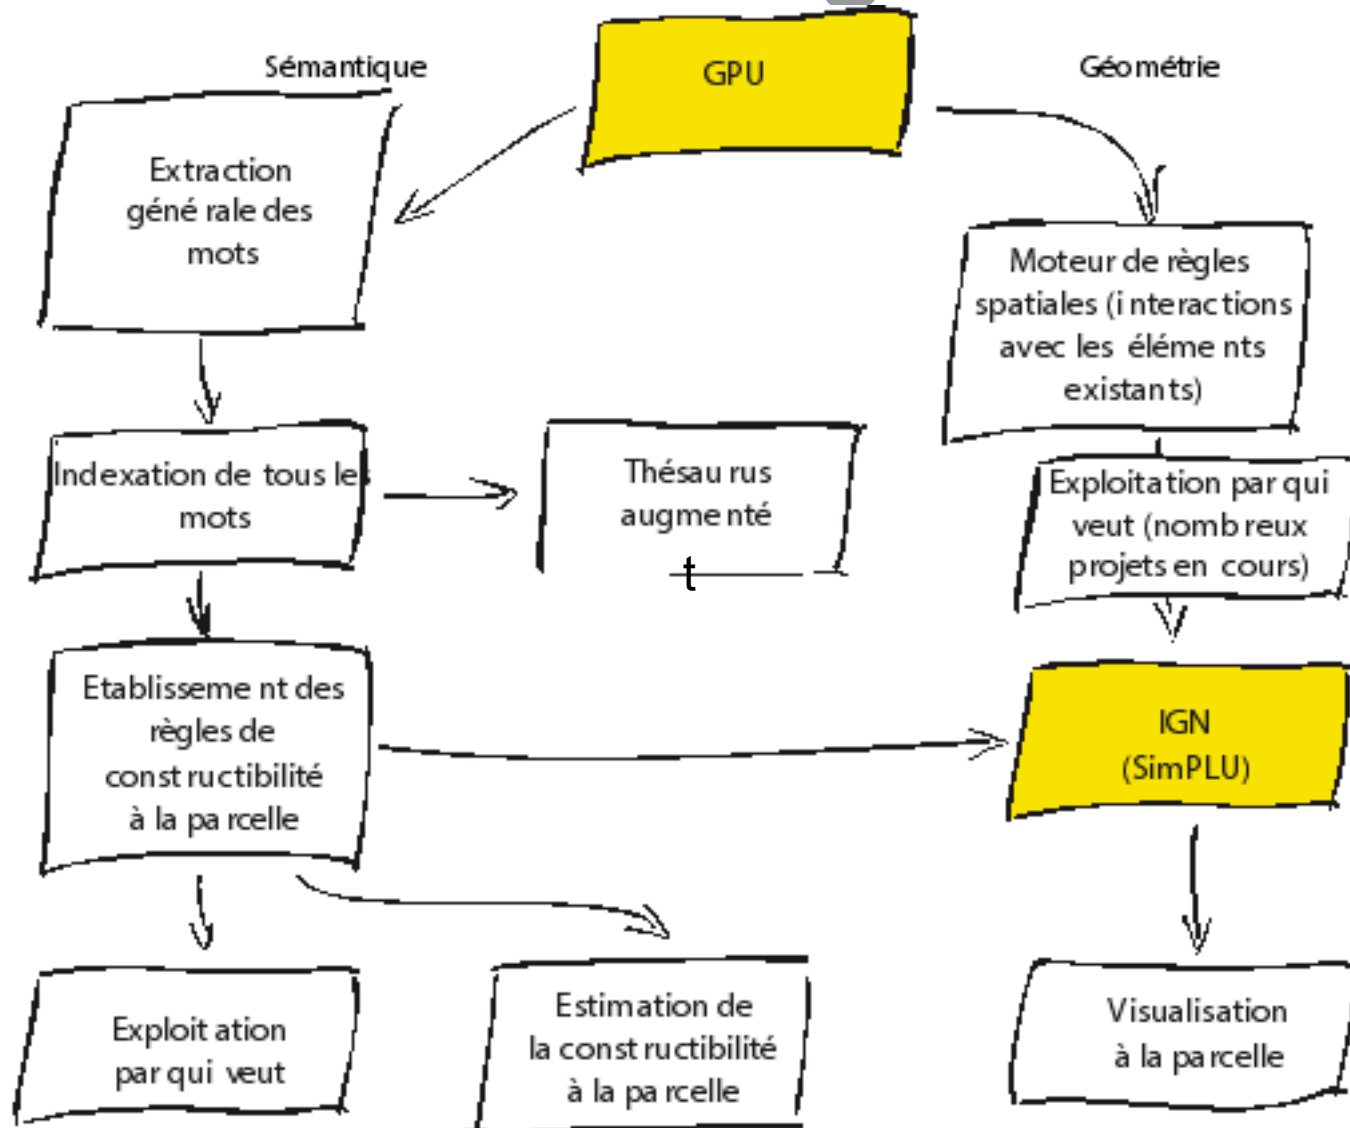 Sémantique
GPU
Géométrie
Extraction
générale des
mots
Moteur de règles
spatiales (interactions
avec les éléments
existants)
Indexation de tous les
mots
Thésaurus
augmenté
t
Exploitation par qui
veut (nombreux
projets en cours)
Etablissement des
règles de
constructibilité
à la parcelle
IGN
(SimPLU)
Exploitation
par qui veut
Estimation de
la constructibilité
à la parcelle
Visualisation
à la parcelle